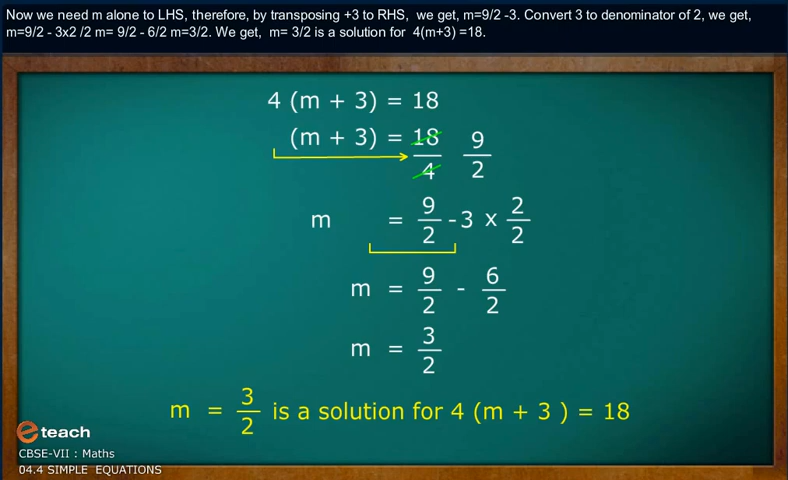 Now we need m alone to LHS, therefore, by transposing +3 to RHS, we get, m=9/2 -3. Convert 3 to denominator of 2, we get,
m=9/2 - 3x2 /2 m= 9/2 - 6/2 m=3/2. We get, m= 3/2 is a solution for 4(m+3) =18.
4 (m + 3) = 18
(m + 3) = 18/4 9/2
m = 9/2 - 3 x 2/2
m = 9/2 - 6/2
m = 3/2
m = 3/2 is a solution for 4 (m + 3 ) = 18
e teach
CBSE-VII : Maths
04.4 SIMPLE EQUATIONS